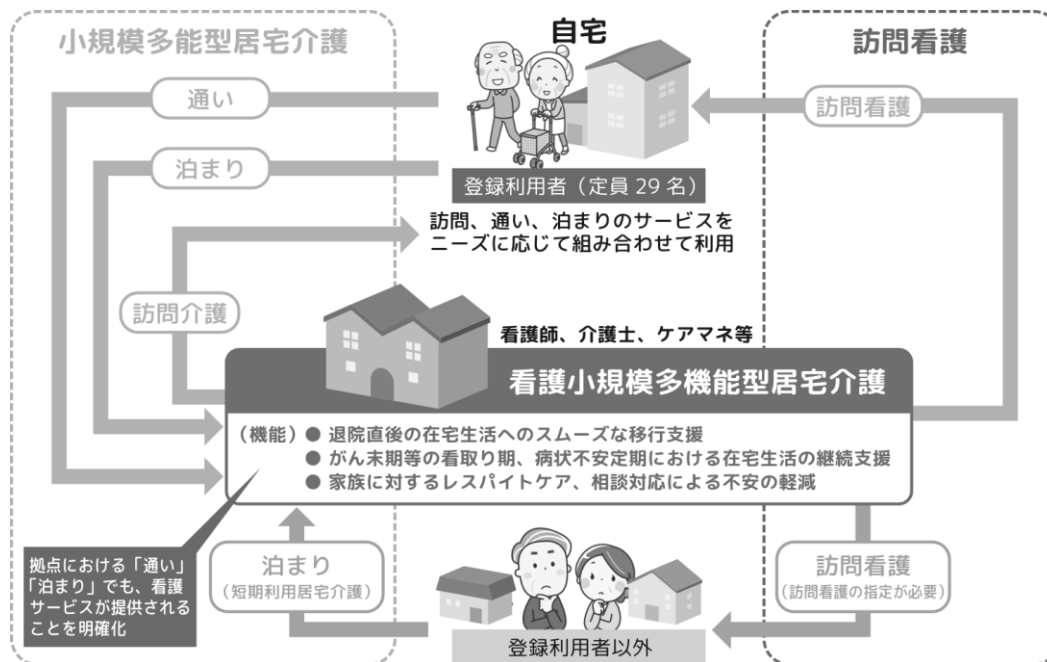 小規模多能型居宅介護
自宅
訪問看護
通い
訪問看護
泊まり
登録利用者(定員 29 名)
訪問、通い、泊まりのサービスを
ニーズに応じて組み合わせて利用
訪問介護
看護師、介護士、ケアマネ等
看護小規模多機能型居宅介護
(機能)● 退院直後の在宅生活へのスムーズな移行支援
● がん末期等の看取り期、病状不安定期における在宅生活の継続支援
● 家族に対するレスパイトケア、相談対応による不安の軽減
拠点における「通い」
「泊まり」でも、看護
サービスが提供される
ことを明確化
泊まり
(短期利用居宅介護)
訪問看護
(訪問看護の指定が必要)
登録利用者以外